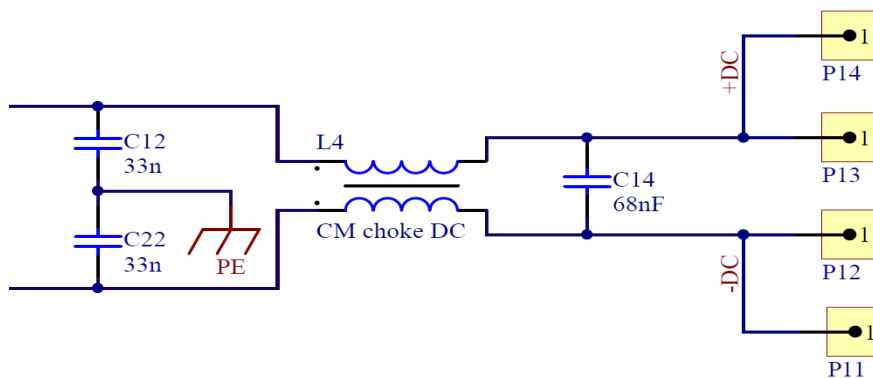 1
P14
+DC
C12
33n
L4
1
P13
C14
68nF
C22
33n
PE
CM choke DC
1
P12
-DC
1
P11